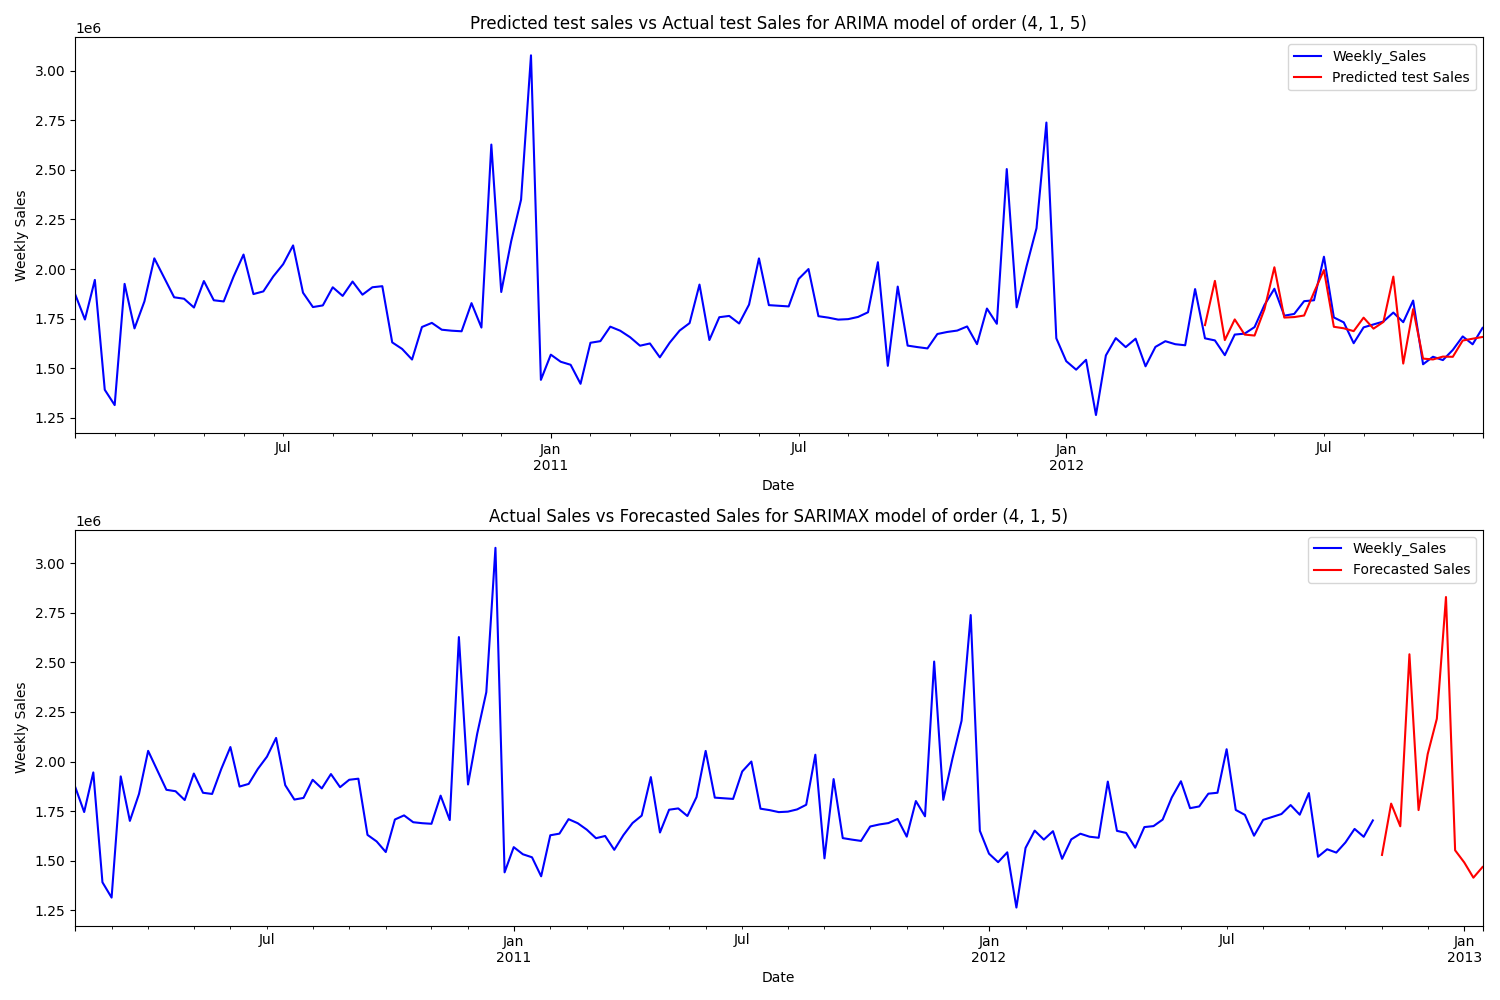 Predicted test sales vs Actual test Sales for ARIMA model of order (4, 1, 5)
1e6
Weekly_Sales
Predicted test Sales
3.00
2.75
2.50
2.25
2.00
1.75
1.50
1.25
Weekly Sales
Jul
Jan
2011
Jul
Jan
2012
Jul
Date
Actual Sales vs Forecasted Sales for SARIMAX model of order (4, 1, 5)
1e6
Weekly_Sales
Forecasted Sales
3.00
2.75
2.50
2.25
2.00
1.75
1.50
1.25
Weekly Sales
Jul
Jan
2011
Jul
Jan
2012
Jul
Jan
2013
Date